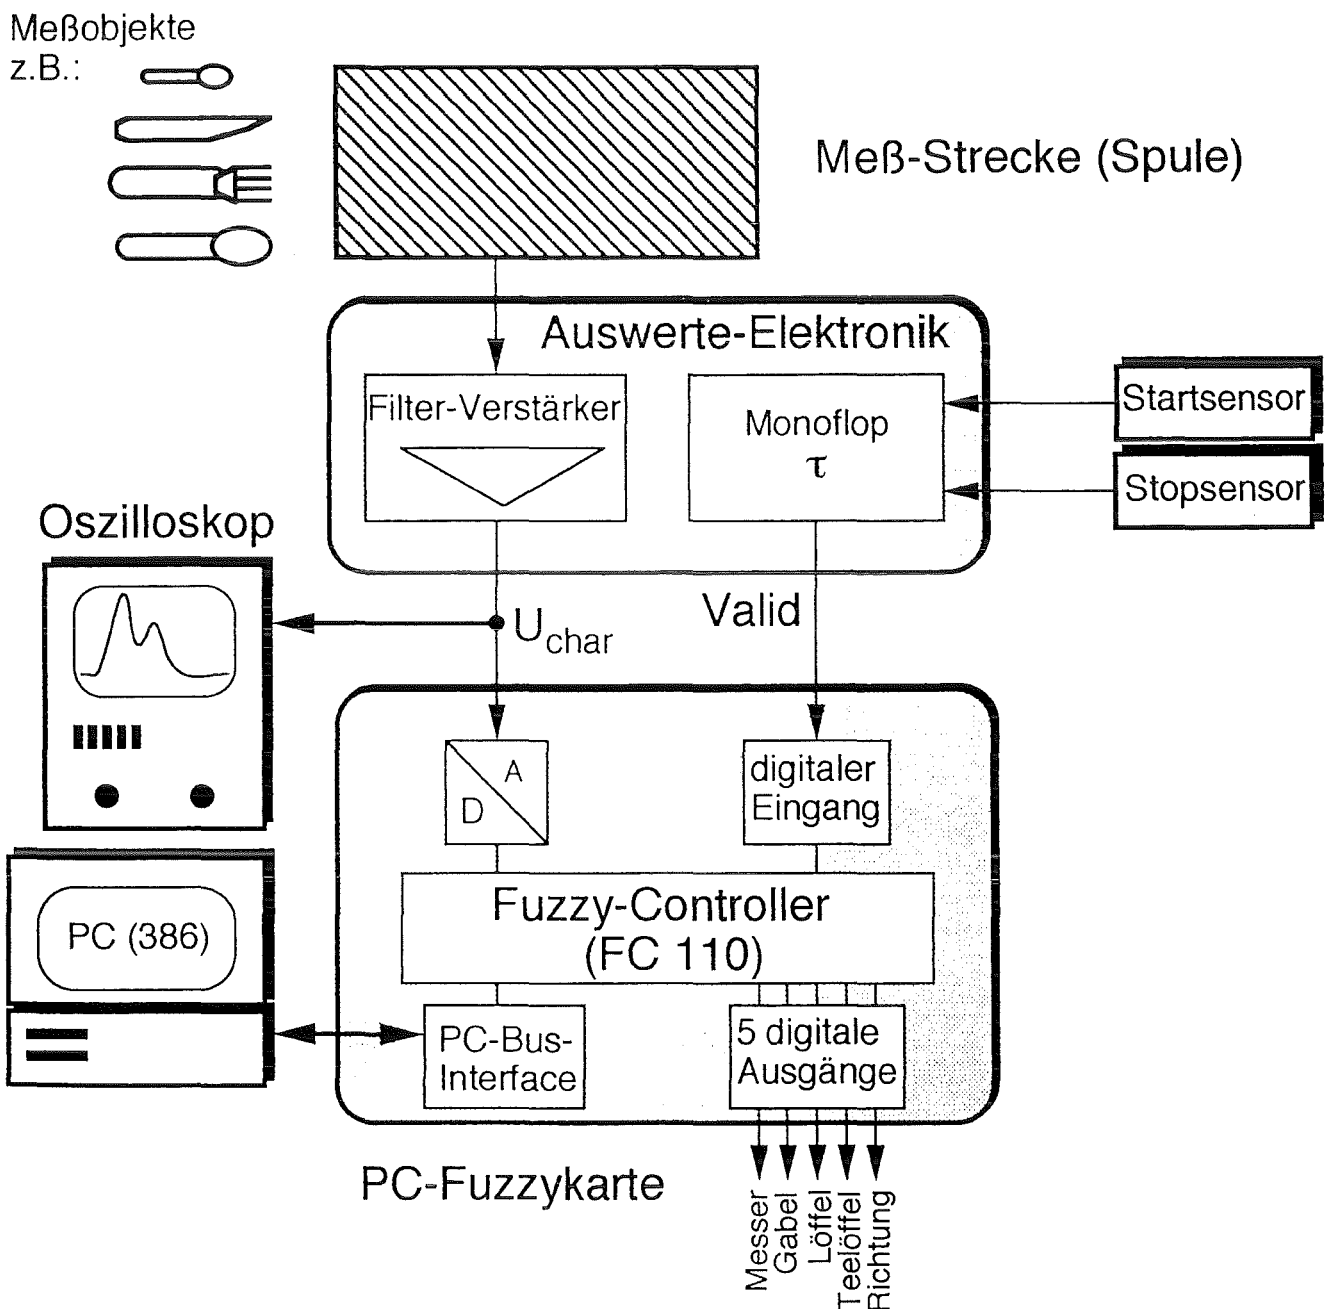 Meßobjekte
z.B.:
Meß-Strecke (Spule)
Auswerte-Elektronik
Filter-Verstärker
Monoflop
τ
Startsensor
Stopsensor
Oszilloskop
U char
Valid
A
D
digitaler
Eingang
Fuzzy-Controller
(FC 110)
PC (386)
PC-Bus-
Interface
5 digitale
Ausgänge
PC-Fuzzykarte
Messer
Gabel
Löffel
Teelöffel
Richtung